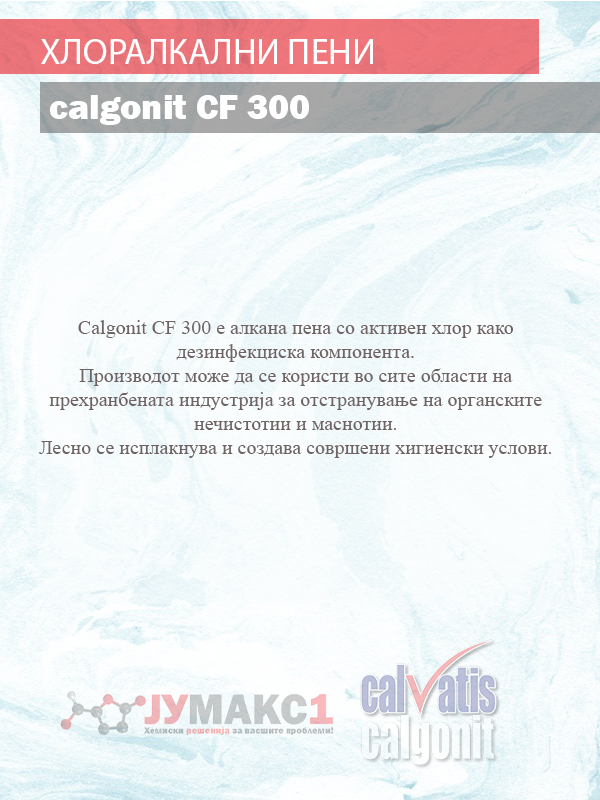 ХЛОРАЛКАЛНИ ПЕНИ
calgonit CF 300
Calgonit CF 300 е алкана пена со активен хлор како
дезинфекциска компонента.
Производот може да се користи во сите области на
прехранбената индустрија за отстранување на органските
нечистотии и маснотии.
Лесно се исплакнува и создава совршени хигиенски услови.
ЈУМАКС1
Хемиски решенија за васшите проблеми!
calvatis
calgonit